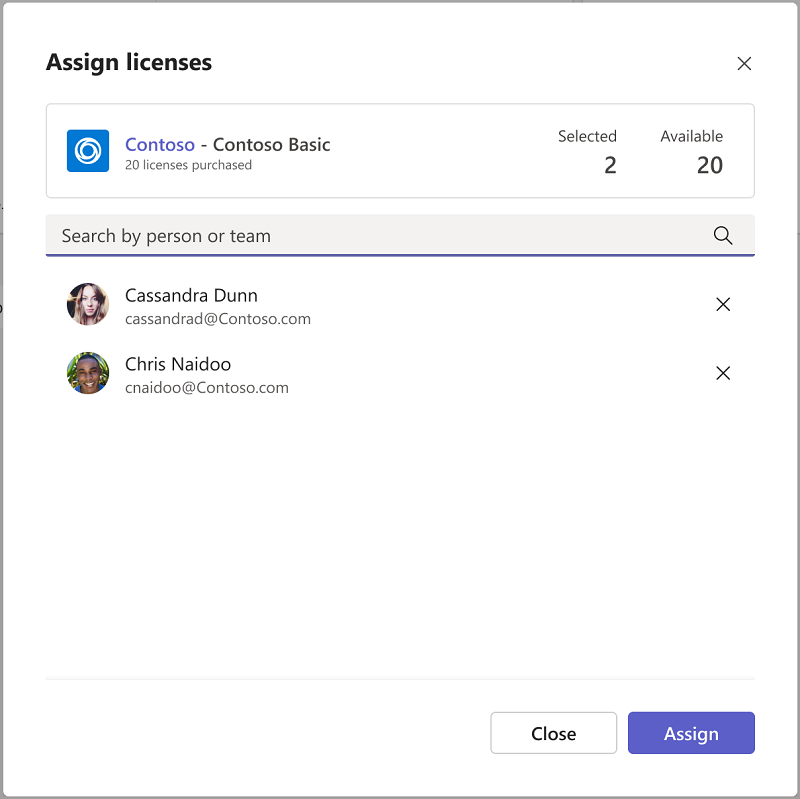 Assign licenses
Contoso - Contoso Basic
20 licenses purchased
Selected
2
Available
20
Search by person or team
Cassandra Dunn
cassandrad@Contoso.com
Chris Naidoo
cnaidoo@Contoso.com
Close
Assign